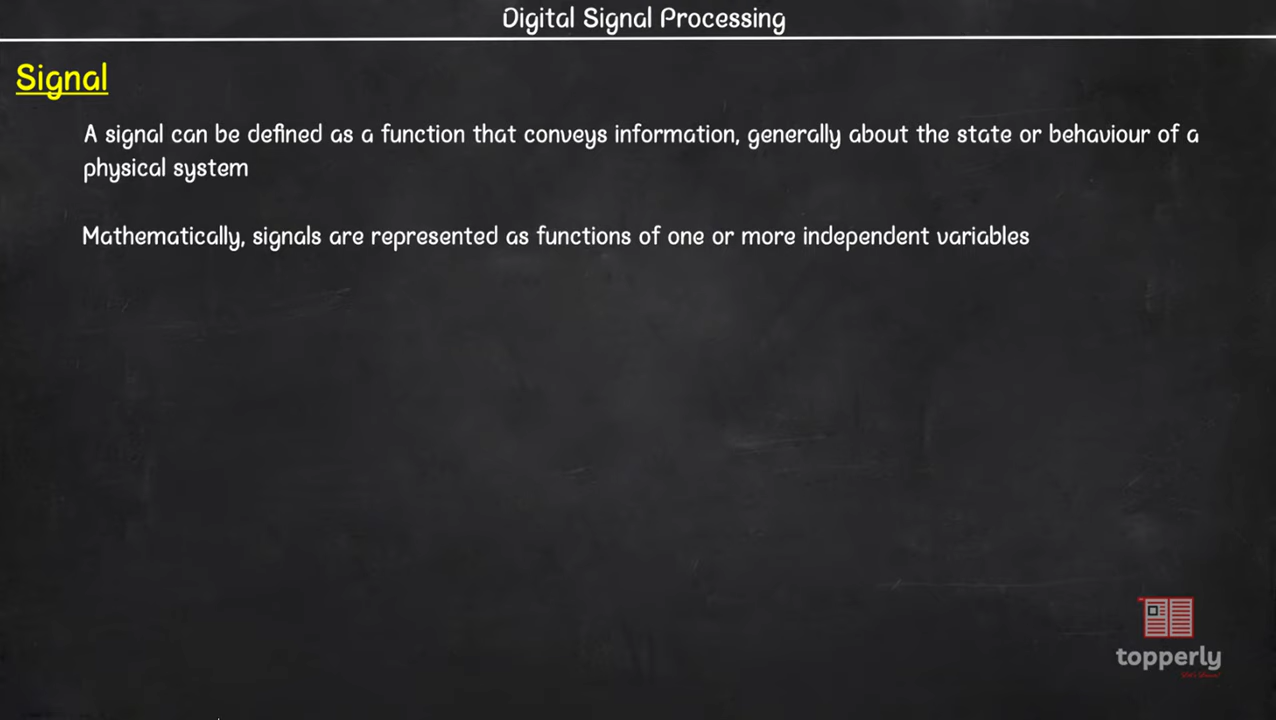 Digital Signal Processing
Signal
A signal can be defined as a function that conveys information, generally about the state or behaviour of a
physical system
Mathematically, signals are represented as functions of one or more independent variables
topperly